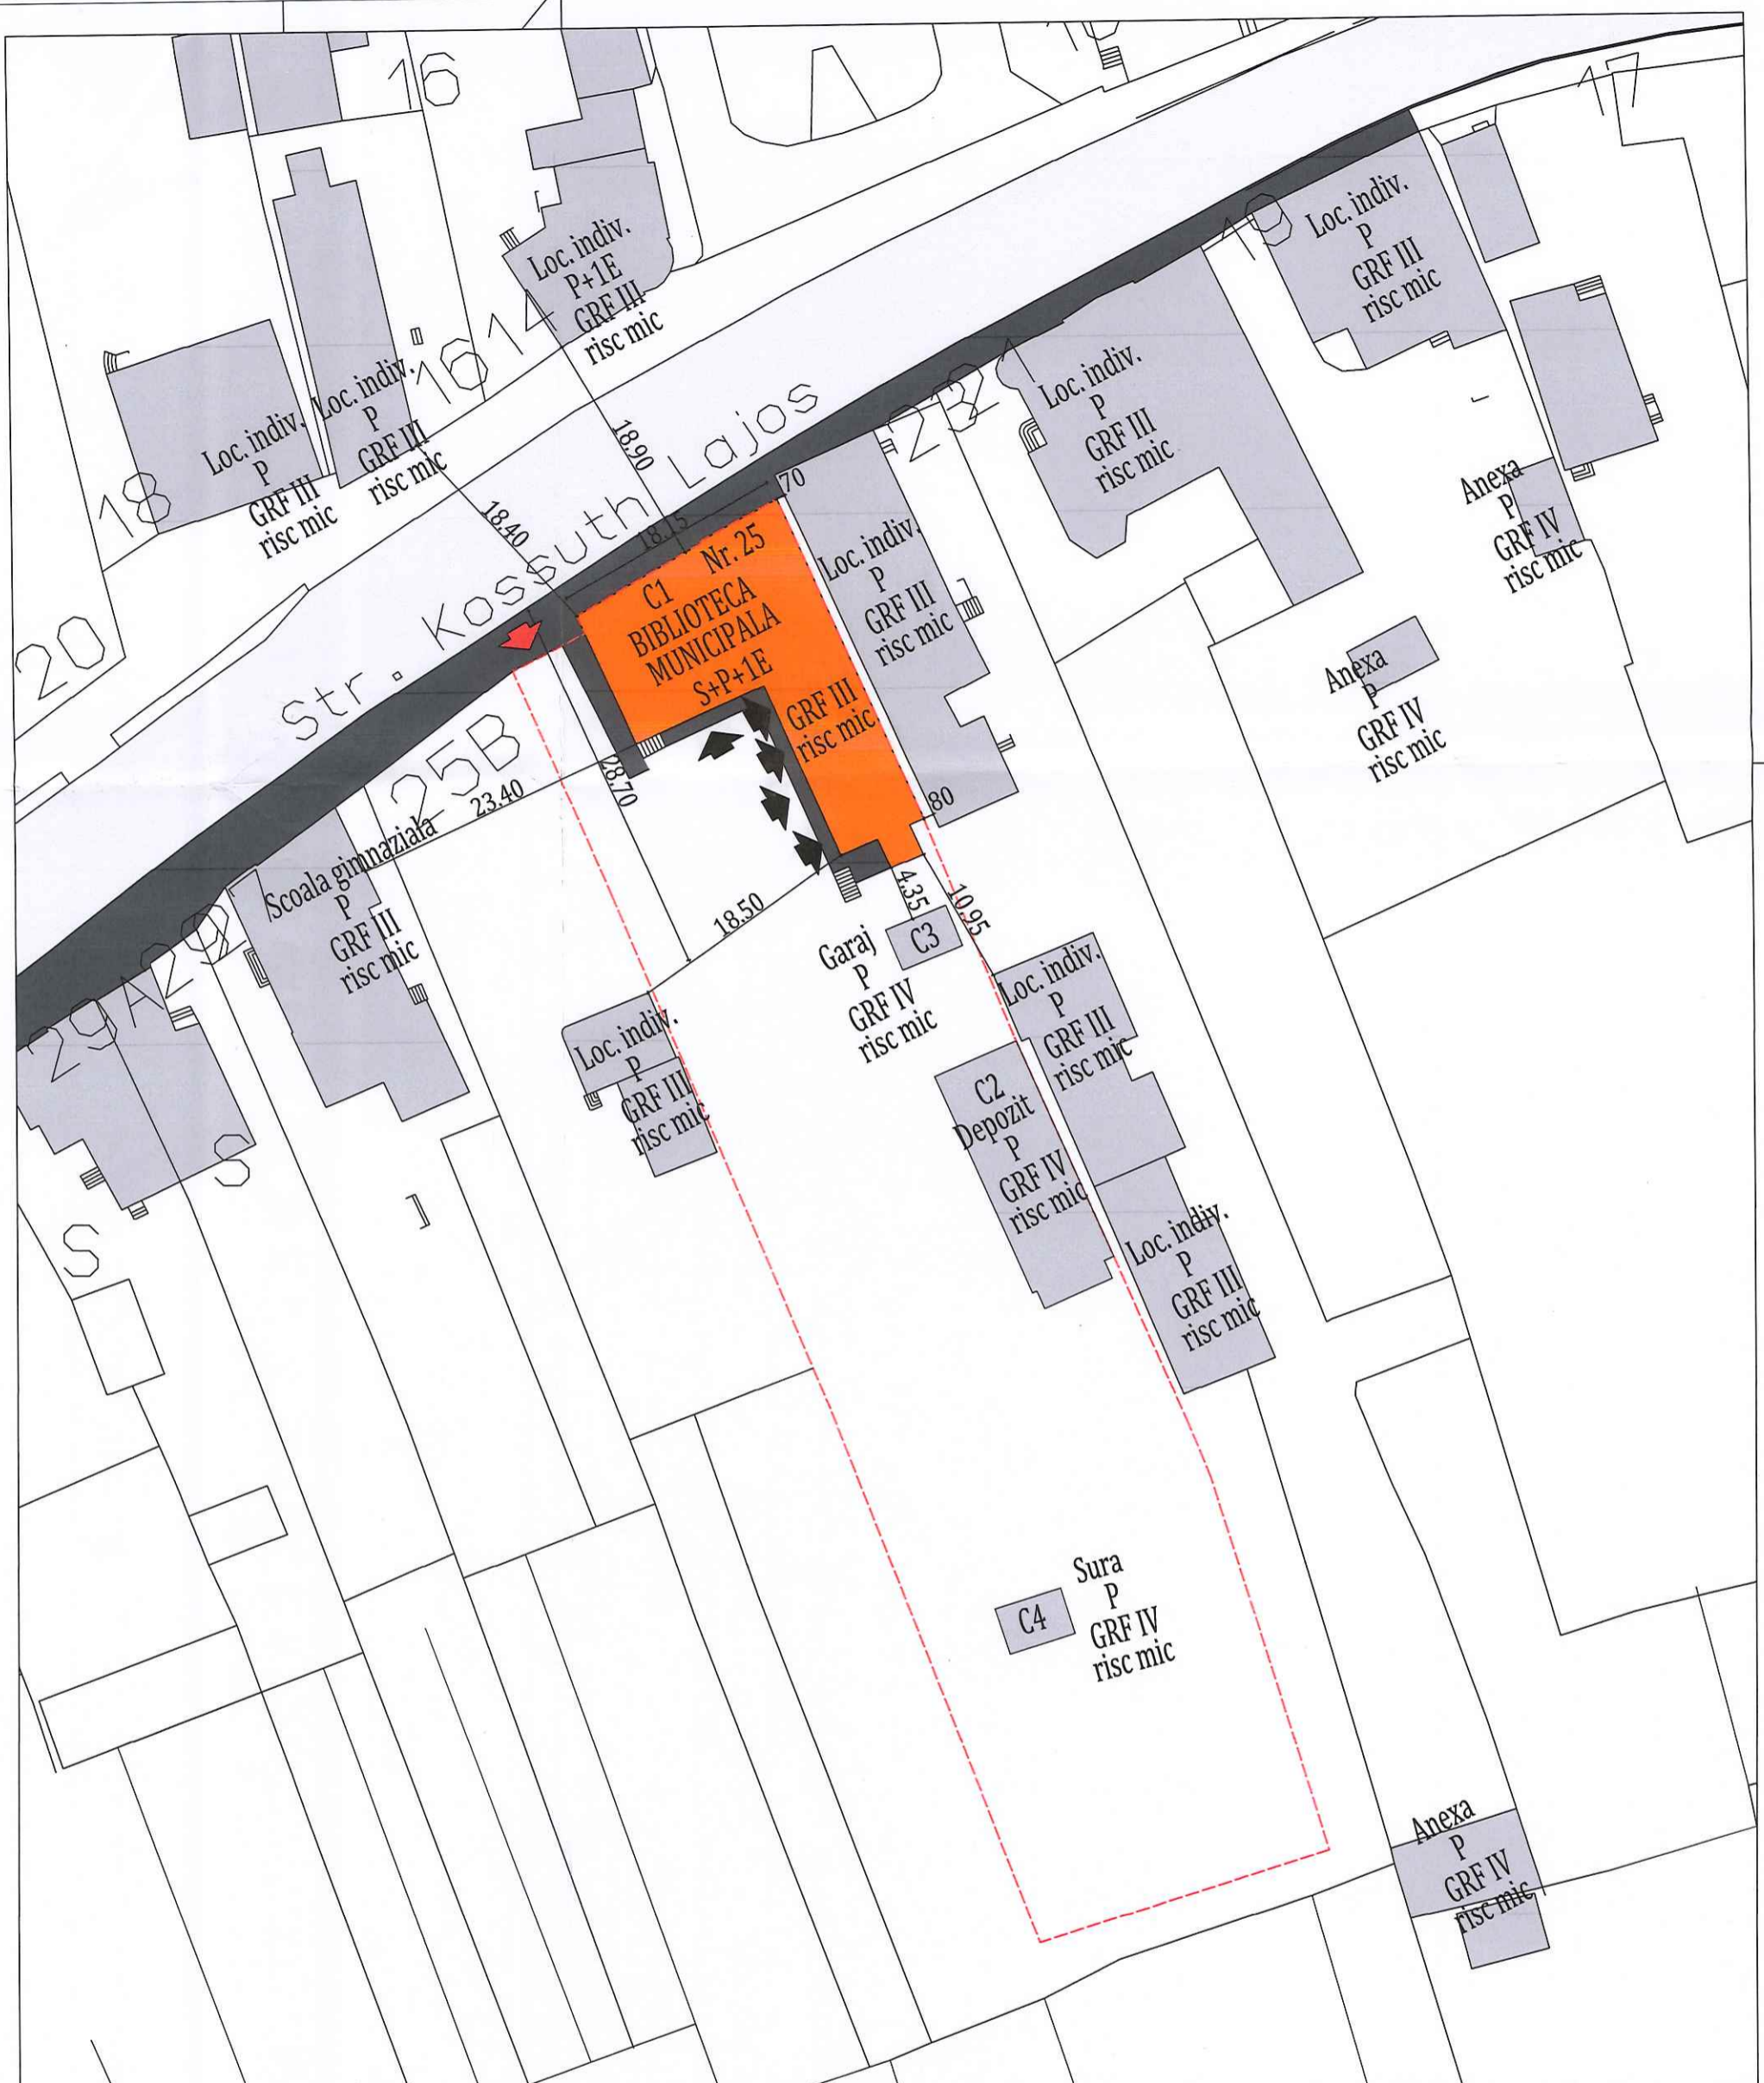 16
17
19
Loc. indiv.
P
GRF III
risc mic
Loc. indiv.
P+1E
GRF III
risc mic
14
16
Loc. indiv.
P
GRF III
risc mic
Loc. indiv.
P
GRF III
risc mic
18
20
Str. Kossuth Lajos
18.90
18.40
18.15
70
21
23
Loc. indiv.
P
GRF III
risc mic
Anexa
P
GRF IV
risc mic
Anexa
P
GRF IV
risc mic
Nr. 25
C1
BIBLIOTECA
MUNICIPALA
S+P+1E
GRF III
risc mic
Loc. indiv.
P
GRF III
risc mic
80
25B
23.40
28.70
18.50
4.35
10.95
Scoala gimnaziala
P
GRF III
risc mic
29
29A
S
S
C3
Garaj
P
GRF IV
risc mic
Loc. indiv.
P
GRF III
risc mic
Loc. indiv.
P
GRF III
risc mic
C2
Depozit
P
GRF IV
risc mic
Loc. indiv.
P
GRF III
risc mic
C4
Sura
P
GRF IV
risc mic
Anexa
P
GRF IV
risc mic